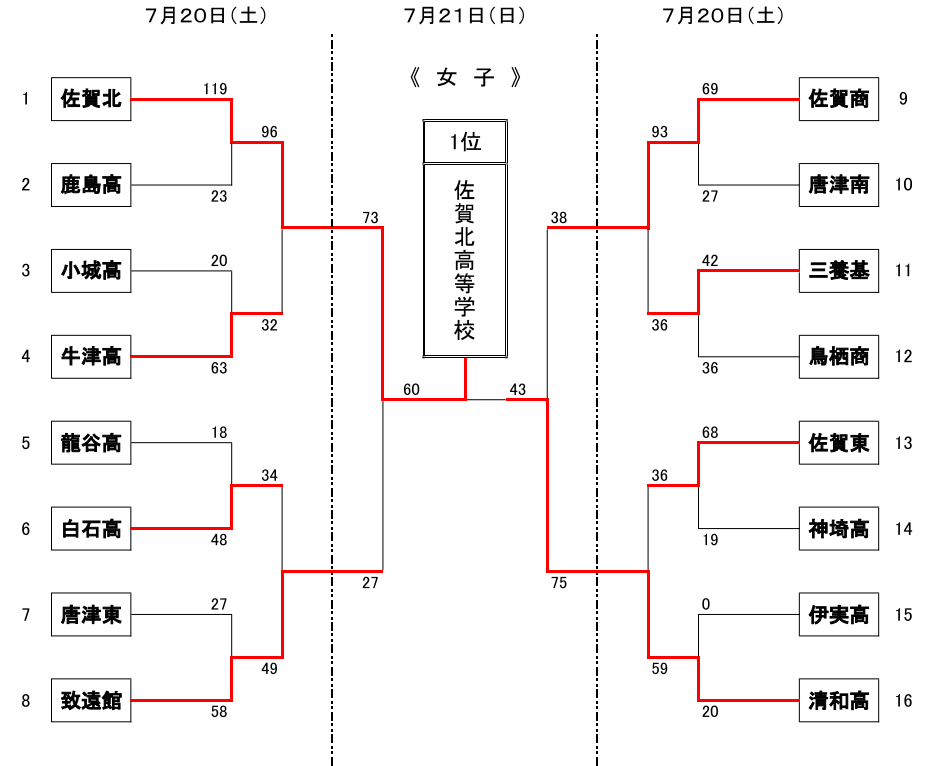 7月20日(土) 7月21日(日) 7月20日(土)
《 女 子 》
1位
佐賀北高等学校
1 佐賀北 119 69 佐賀商 9
96 93
2 鹿島高 23 27 唐津南 10
73 38
3 小城高 20 42 三養基 11
32 36
4 牛津高 63 36 鳥栖商 12
60 43
5 龍谷高 18 68 佐賀東 13
34 36
6 白石高 48 19 神埼高 14
27 75
7 唐津東 27 0 伊実高 15
49 59
8 致遠館 58 20 清和高 16